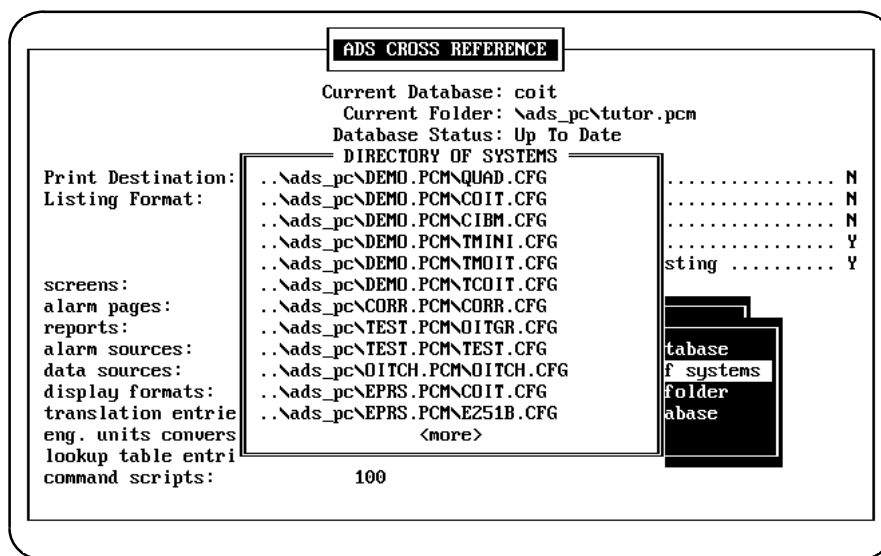 ADS CROSS REFERENCE
Current Database: coit
Current Folder: \ads_pc\tutor.pcm
Database Status: Up To Date
DIRECTORY OF SYSTEMS
Print Destination: ..\ads_pc\DEMO.PCM\QUAD.CFG ................ N
Listing Format: ..\ads_pc\DEMO.PCM\COIT.CFG ................ N
..\ads_pc\DEMO.PCM\CIBM.CFG ................ N
..\ads_pc\DEMO.PCM\TMINI.CFG ................ Y
..\ads_pc\DEMO.PCM\TMOIT.CFG sting .......... Y
screens: ..\ads_pc\DEMO.PCM\TCOIT.CFG
alarm pages: ..\ads_pc\CORR.PCM\CORR.CFG
reports: ..\ads_pc\TEST.PCM\OITGR.CFG
alarm sources: ..\ads_pc\TEST.PCM\TEST.CFG tabase
data sources: ..\ads_pc\OITCH.PCM\OITCH.CFG f systems
display formats: ..\ads_pc\EPRS.PCM\COIT.CFG folder
translation entrie ..\ads_pc\EPRS.PCM\E251B.CFG abase
eng. units convers <more>
lookup table entri
command scripts: 100